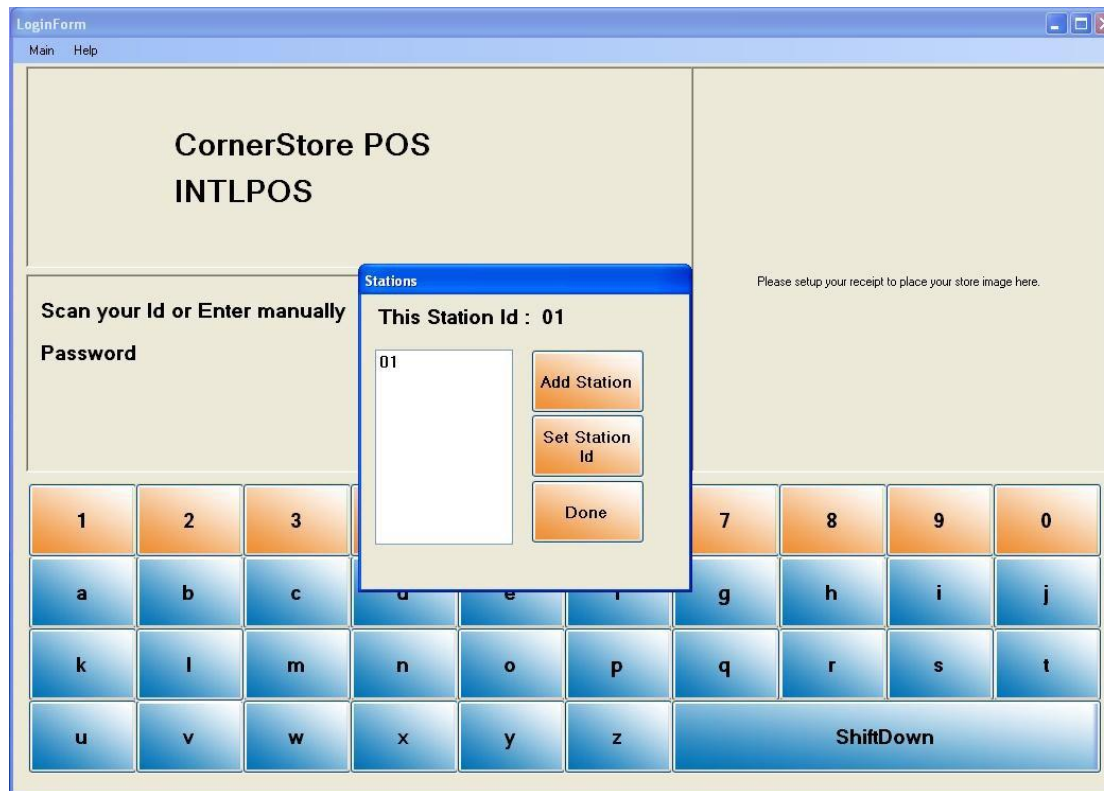 LoginForm
Main Help
CornerStore POS
INTLPOS
Please setup your receipt to place your store image here.
Scan your Id or Enter manually
Password
Stations
This Station Id : 01
01
Add Station
Set Station
Id
Done
1 2 3 7 8 9 0
a b c d e f g h i j
k l m n o p q r s t
u v w x y z ShiftDown